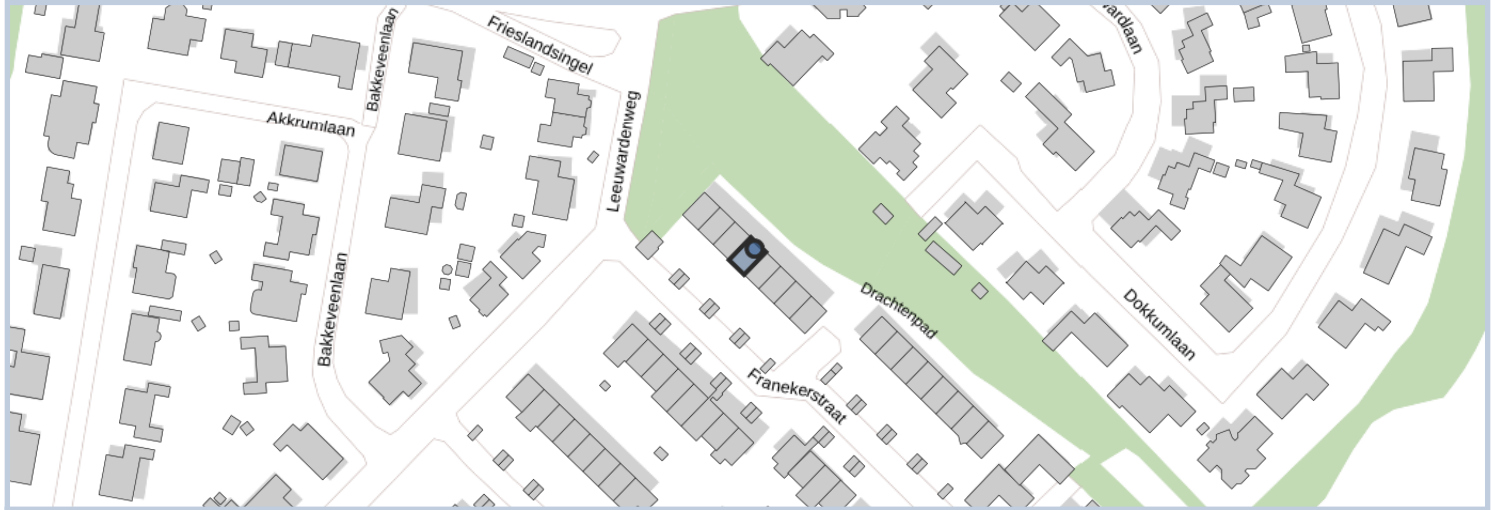 Bakkeveenlaan
Frieslandsingel
Akkrumlaan
Leeuwardenweg
Bakkeveenlaan
Drachtenpad
Dokkumlaan
Franekerstraat